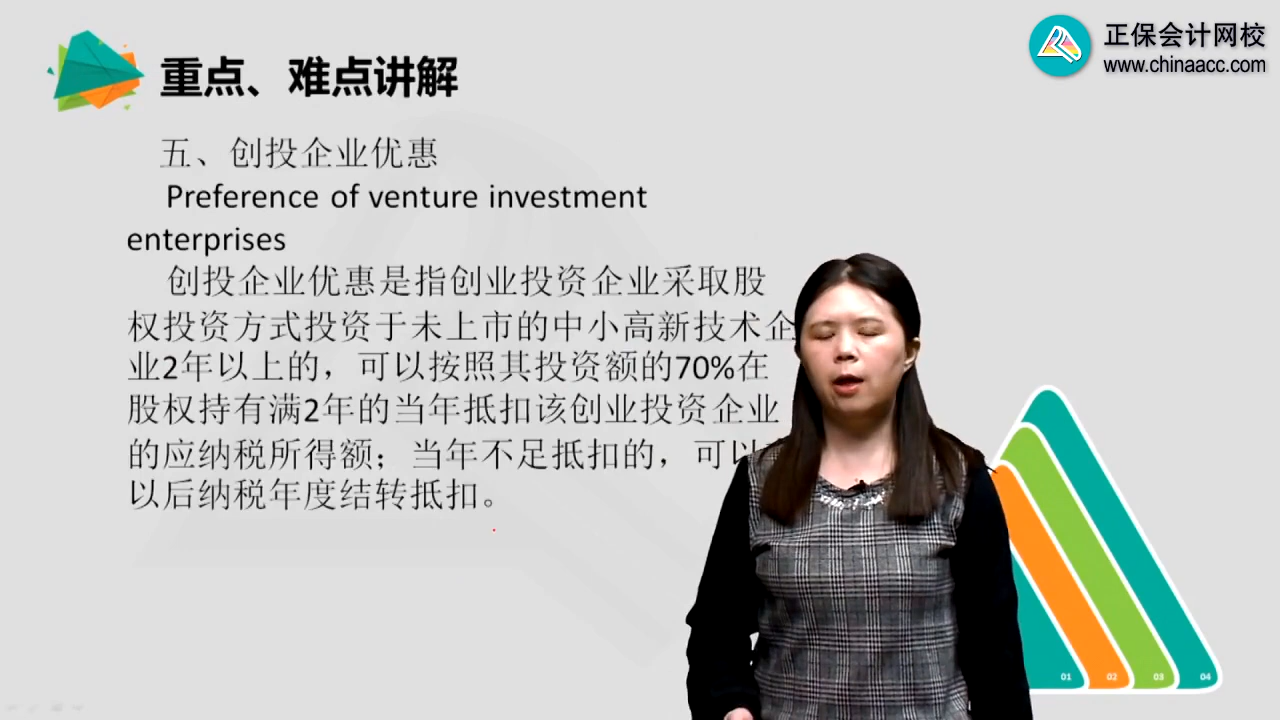 正保会计网校
www.chinaacc.com
重点、难点讲解
五、创投企业优惠
Preference of venture investment
enterprises
创投企业优惠是指创业投资企业采取股
权投资方式投资于未上市的中小高新技术企
业2年以上的，可以按照其投资额的70%在
股权持有满2年的当年抵扣该创业投资企业
的应纳税所得额；当年不足抵扣的，可以
以后纳税年度结转抵扣。
01 02 03 04